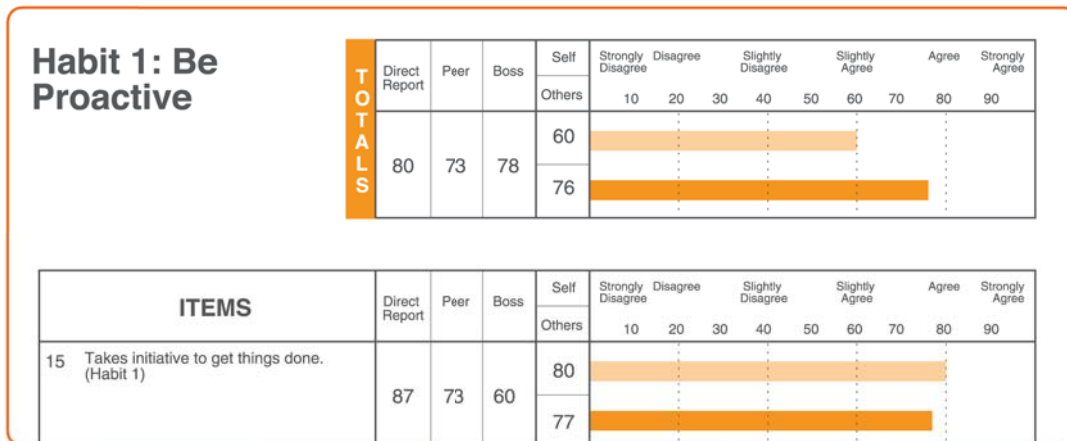 Habit 1: Be
Proactive
TOTALS
Direct
Report
Peer
Boss
Self
Others
Strongly
Disagree
Disagree
Slightly
Disagree
Slightly
Agree
Agree
Strongly
Agree
10 20 30 40 50 60 70 80 90
80 73 78
60
76
ITEMS
Direct
Report
Peer
Boss
Self
Others
Strongly
Disagree
Disagree
Slightly
Disagree
Slightly
Agree
Agree
Strongly
Agree
10 20 30 40 50 60 70 80 90
15 Takes initiative to get things done.
(Habit 1)
87 73 60
80
77